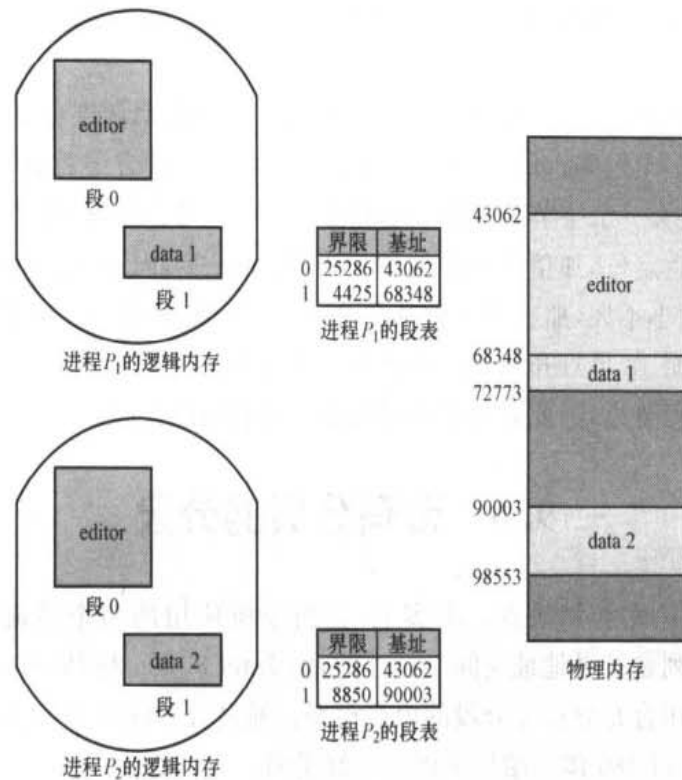 editor
段 0
data 1
段 1
进程P₁的逻辑内存
界限 基址
0 25286 43062
1 4425 68348
进程P₁的段表
editor
段 0
data 2
段 1
进程P₂的逻辑内存
界限 基址
0 25286 43062
1 8850 90003
进程P₂的段表
43062
editor
68348
data 1
72773
90003
data 2
98553
物理内存